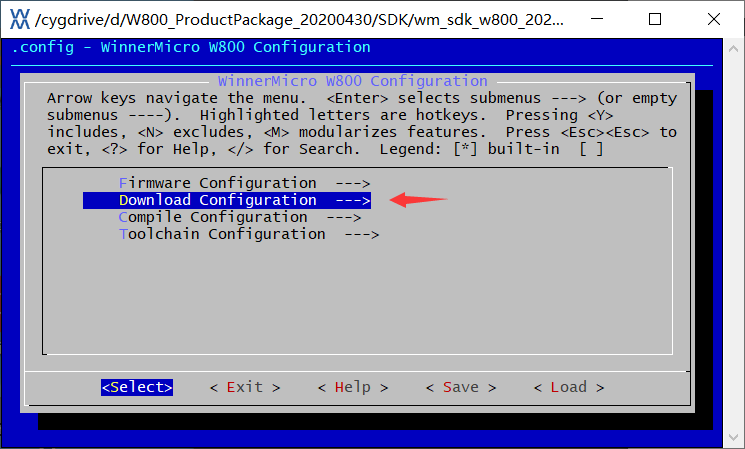 /cygdrive/d/W800_ProductPackage_20200430/SDK/wm_sdk_w800_202...
.config - WinnerMicro W800 Configuration
WinnerMicro W800 Configuration
Arrow keys navigate the menu.  <Enter> selects submenus ---> (or empty
submenus ----).  Highlighted letters are hotkeys.  Pressing <Y>
includes, <N> excludes, <M> modularizes features.  Press <Esc><Esc> to
exit, <?> for Help, </> for Search.  Legend: [*] built-in  [ ]
Firmware Configuration  --->
Download Configuration  --->
Compile Configuration  --->
Toolchain Configuration  --->
<Select>    < Exit >    < Help >    < Save >    < Load >